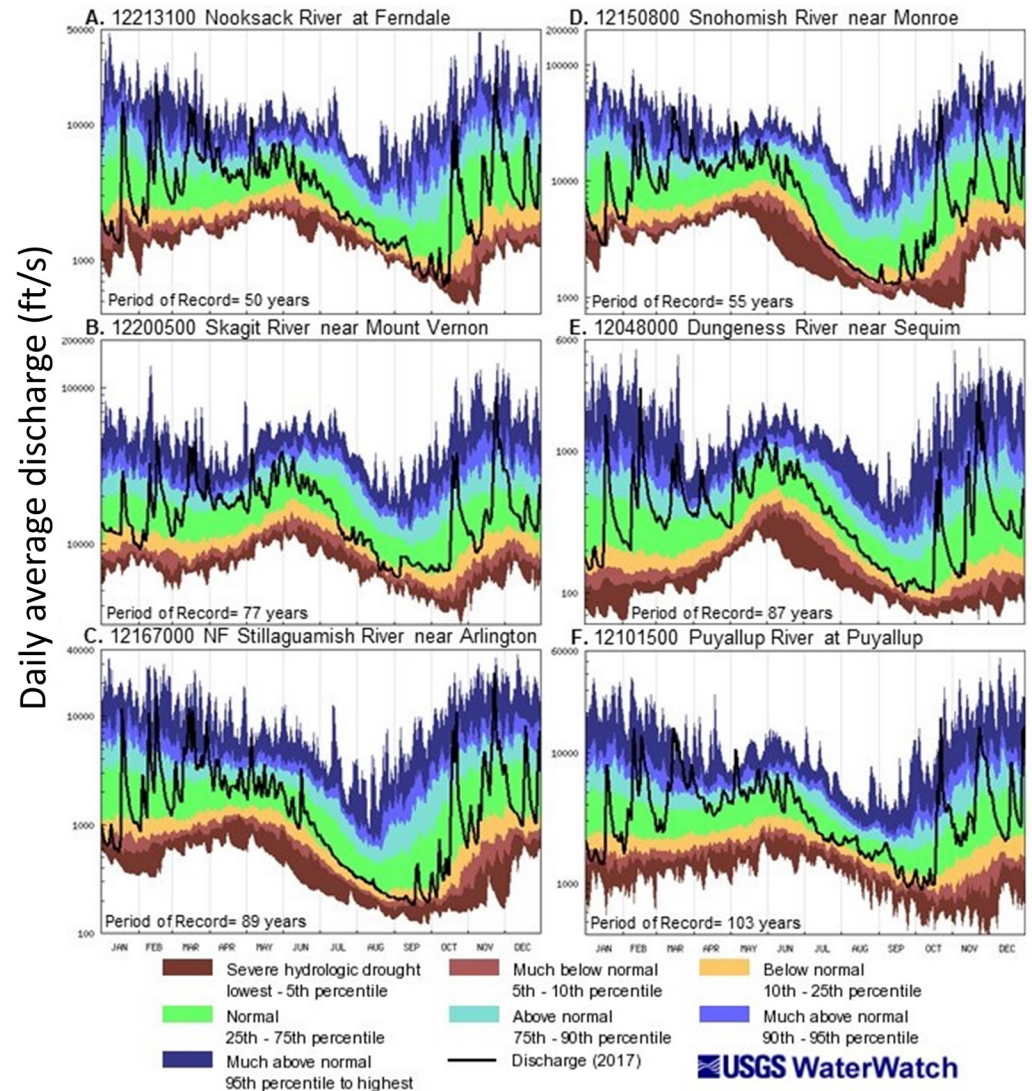 Daily average discharge (ft/s)
A. 12213100 Nooksack River at Ferndale
50000
10000
1000
Period of Record= 50 years
D. 12150800 Snohomish River near Monroe
200000
100000
10000
1000
Period of Record= 55 years
B. 12200500 Skagit River near Mount Vernon
200000
100000
10000
Period of Record= 77 years
E. 12048000 Dungeness River near Sequim
6000
1000
100
Period of Record= 87 years
C. 12167000 NF Stillaguamish River near Arlington
40000
10000
1000
100
Period of Record= 89 years
JAN FEB MAR APR MAY JUN JUL AUG SEP OCT NOV DEC
F. 12101500 Puyallup River at Puyallup
60000
10000
1000
Period of Record= 103 years
JAN FEB MAR APR MAY JUN JUL AUG SEP OCT NOV DEC
Severe hydrologic drought
lowest - 5th percentile
Much below normal
5th - 10th percentile
Below normal
10th - 25th percentile
Normal
25th - 75th percentile
Above normal
75th - 90th percentile
Much above normal
90th - 95th percentile
Much above normal
95th percentile to highest
Discharge (2017)
USGS WaterWatch